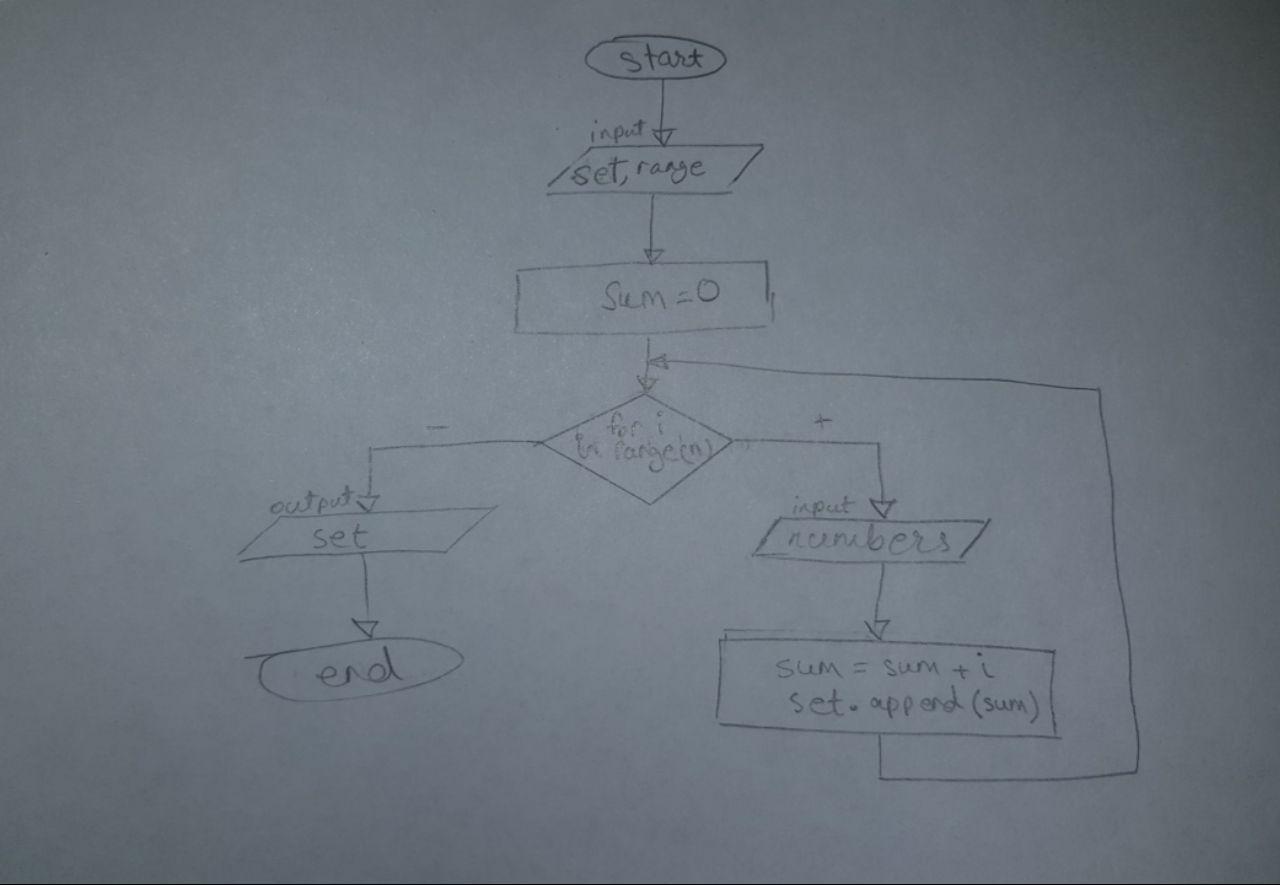 start
input
set, range
Sum = 0
for i
in range(n)
-
+
output
set
input
numbers
end
sum = sum + i
set.append(sum)